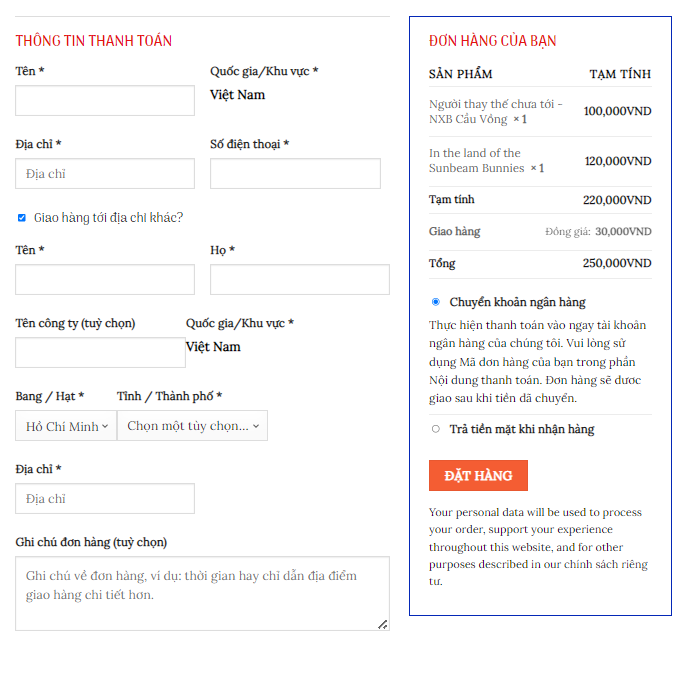 THÔNG TIN THANH TOÁN
Tên *
Quốc gia/Khu vực *
Việt Nam
Địa chỉ *
Số điện thoại *
Địa chỉ
Giao hàng tới địa chỉ khác?
Tên *
Họ *
Tên công ty (tuỳ chọn)
Quốc gia/Khu vực *
Việt Nam
Bang / Hạt *
Tỉnh / Thành phố *
Hồ Chí Minh
Chọn một tùy chọn...
Địa chỉ *
Địa chỉ
Ghi chú đơn hàng (tuỳ chọn)
Ghi chú về đơn hàng, ví dụ: thời gian hay chỉ dẫn địa điểm
giao hàng chi tiết hơn.
ĐƠN HÀNG CỦA BẠN
SẢN PHẨM TẠM TÍNH
Người thay thế chưa tới -
NXB Cầu Vồng × 1
100,000VND
In the land of the
Sunbeam Bunnies × 1
120,000VND
Tạm tính 220,000VND
Giao hàng Đồng giá: 30,000VND
Tổng 250,000VND
Chuyển khoản ngân hàng
Thực hiện thanh toán vào ngay tài khoản
ngân hàng của chúng tôi. Vui lòng sử
dụng Mã đơn hàng của bạn trong phần
Nội dung thanh toán. Đơn hàng sẽ được
giao sau khi tiền đã chuyển.
Trả tiền mặt khi nhận hàng
ĐẶT HÀNG
Your personal data will be used to process
your order, support your experience
throughout this website, and for other
purposes described in our chính sách riêng
tư.